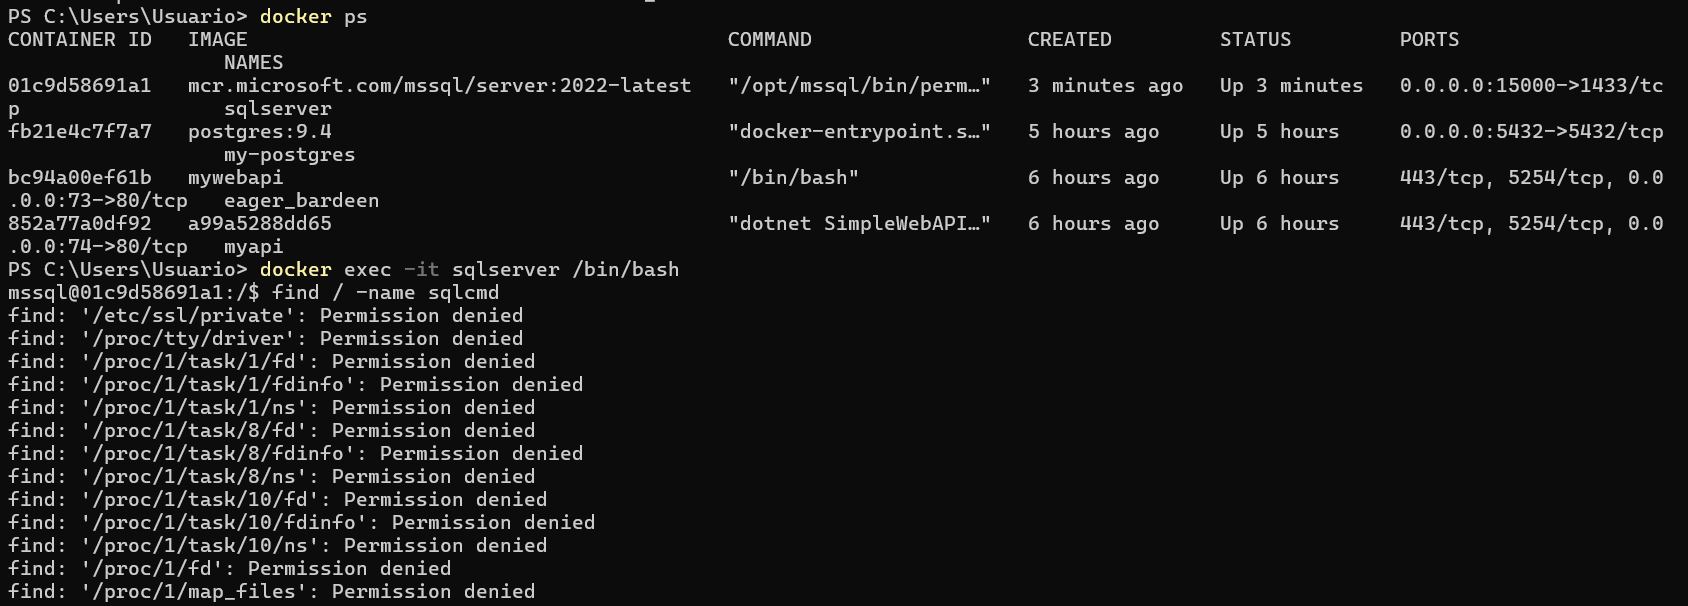 PS C:\Users\Usuario> docker ps
CONTAINER ID   IMAGE                                        COMMAND                  CREATED         STATUS         PORTS
                  NAMES
01c9d58691a1   mcr.microsoft.com/mssql/server:2022-latest   "/opt/mssql/bin/perm…"   3 minutes ago   Up 3 minutes   0.0.0.0:15000->1433/tc
p                 sqlserver
fb21e4c7f7a7   postgres:9.4                                 "docker-entrypoint.s…"   5 hours ago     Up 5 hours     0.0.0.0:5432->5432/tcp
                  my-postgres
bc94a00ef61b   mywebapi                                     "/bin/bash"              6 hours ago     Up 6 hours     443/tcp, 5254/tcp, 0.0
.0.0:73->80/tcp   eager_bardeen
852a77a0df92   a99a5288dd65                                 "dotnet SimpleWebAPI…"   6 hours ago     Up 6 hours     443/tcp, 5254/tcp, 0.0
.0.0:74->80/tcp   myapi
PS C:\Users\Usuario> docker exec -it sqlserver /bin/bash
mssql@01c9d58691a1:/$ find / -name sqlcmd
find: '/etc/ssl/private': Permission denied
find: '/proc/tty/driver': Permission denied
find: '/proc/1/task/1/fd': Permission denied
find: '/proc/1/task/1/fdinfo': Permission denied
find: '/proc/1/task/1/ns': Permission denied
find: '/proc/1/task/8/fd': Permission denied
find: '/proc/1/task/8/fdinfo': Permission denied
find: '/proc/1/task/8/ns': Permission denied
find: '/proc/1/task/10/fd': Permission denied
find: '/proc/1/task/10/fdinfo': Permission denied
find: '/proc/1/task/10/ns': Permission denied
find: '/proc/1/fd': Permission denied
find: '/proc/1/map_files': Permission denied